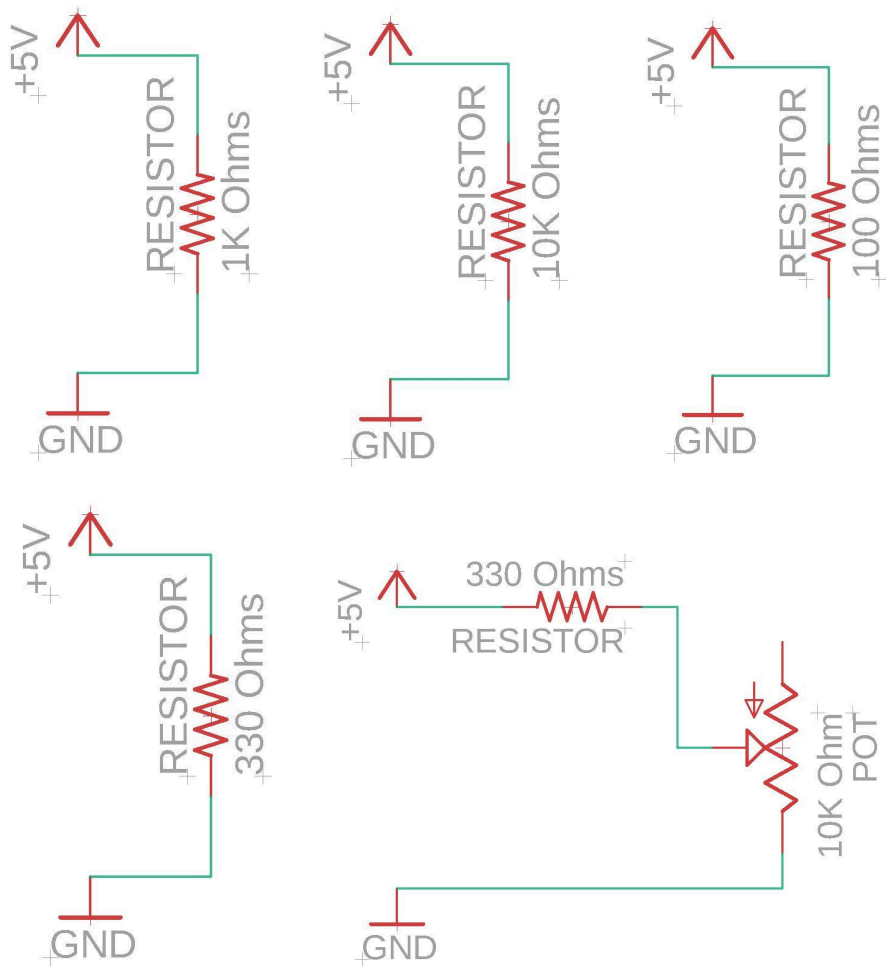 +5V
RESISTOR
1K Ohms
GND
+5V
RESISTOR
10K Ohms
GND
+5V
RESISTOR
100 Ohms
GND
+5V
RESISTOR
330 Ohms
GND
+5V
330 Ohms
RESISTOR
10K Ohm
POT
GND